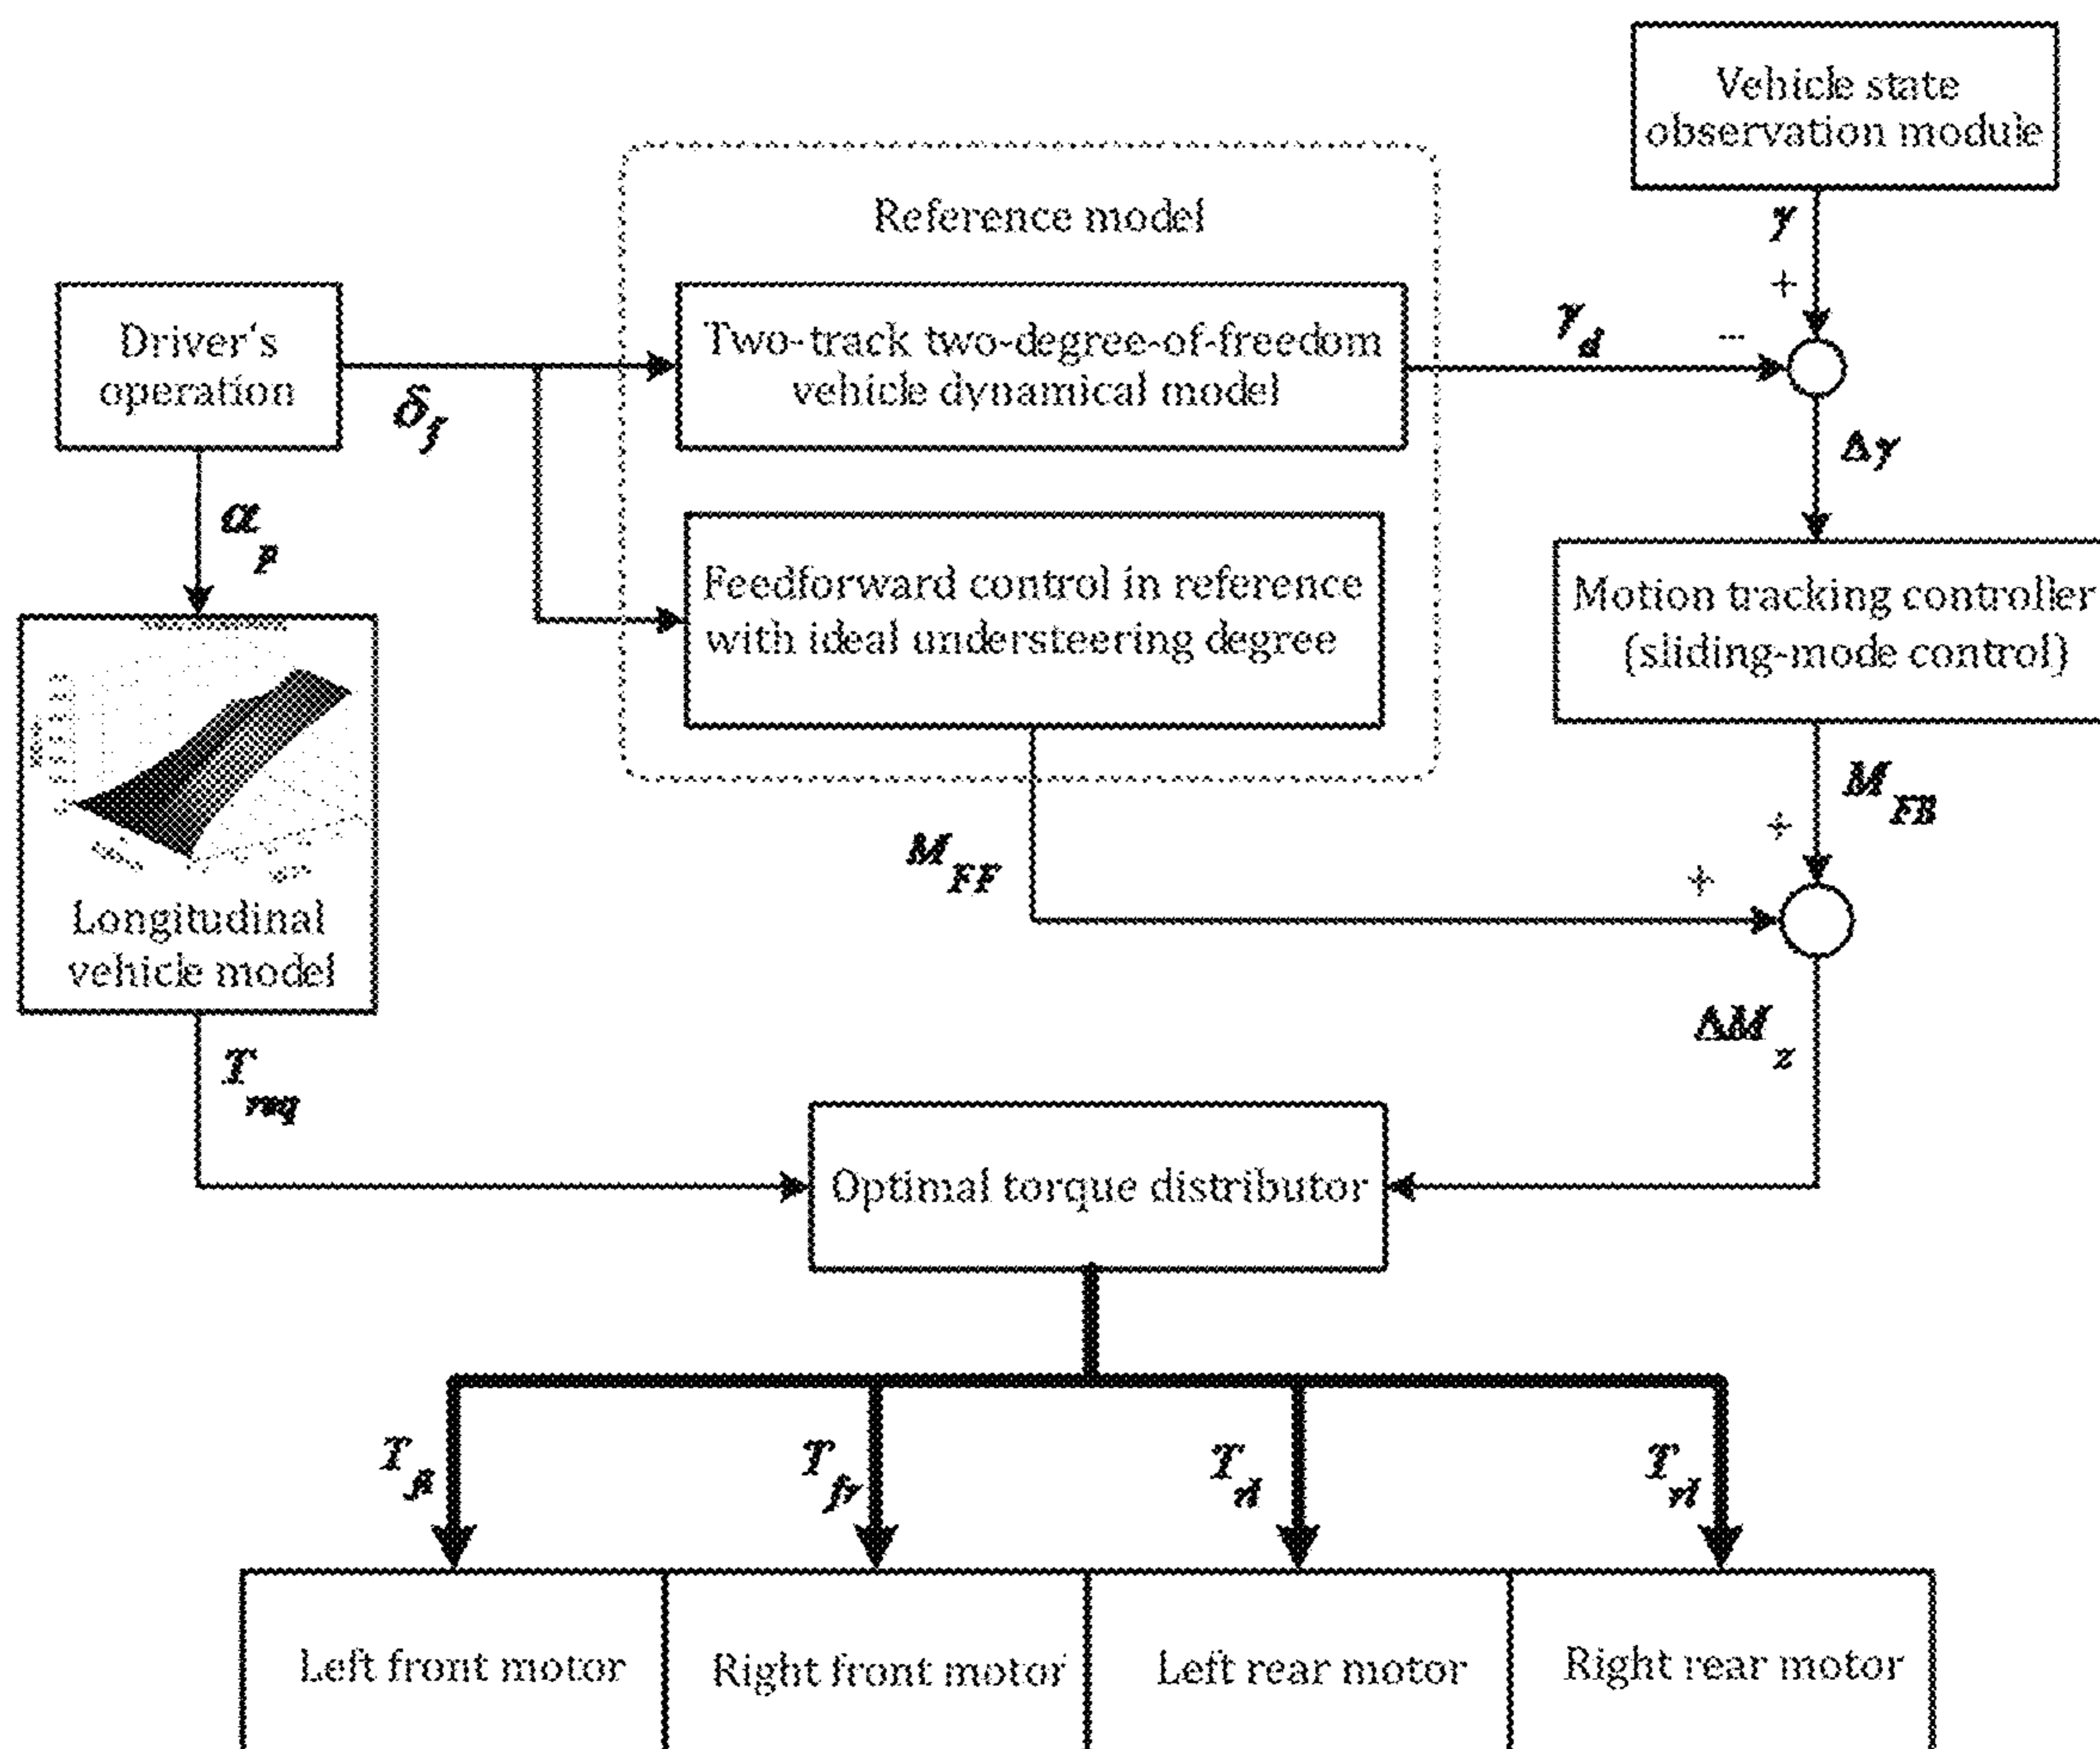 Vehicle state
observation module
γ
+
Reference model
Driver's
operation
δf
Two-track two-degree-of-freedom
vehicle dynamical model
γd
--
Δγ
αp
Feedforward control in reference
with ideal understeering degree
Motion tracking controller
(sliding-mode control)
MFB
+
MFF
+
Longitudinal
vehicle model
ΔMz
Treq
Optimal torque distributor
Tfl
Tfr
Trl
Trl
Left front motor
Right front motor
Left rear motor
Right rear motor